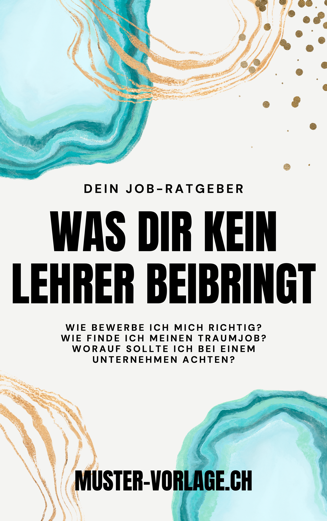 DEIN JOB-RATGEBER
WAS DIR KEIN
LEHRER BEIBRINGT
WIE BEWERBE ICH MICH RICHTIG?
WIE FINDE ICH MEINEN TRAUMJOB?
WORAUF SOLLTE ICH BEI EINEM
UNTERNEHMEN ACHTEN?
MUSTER-VORLAGE.CH